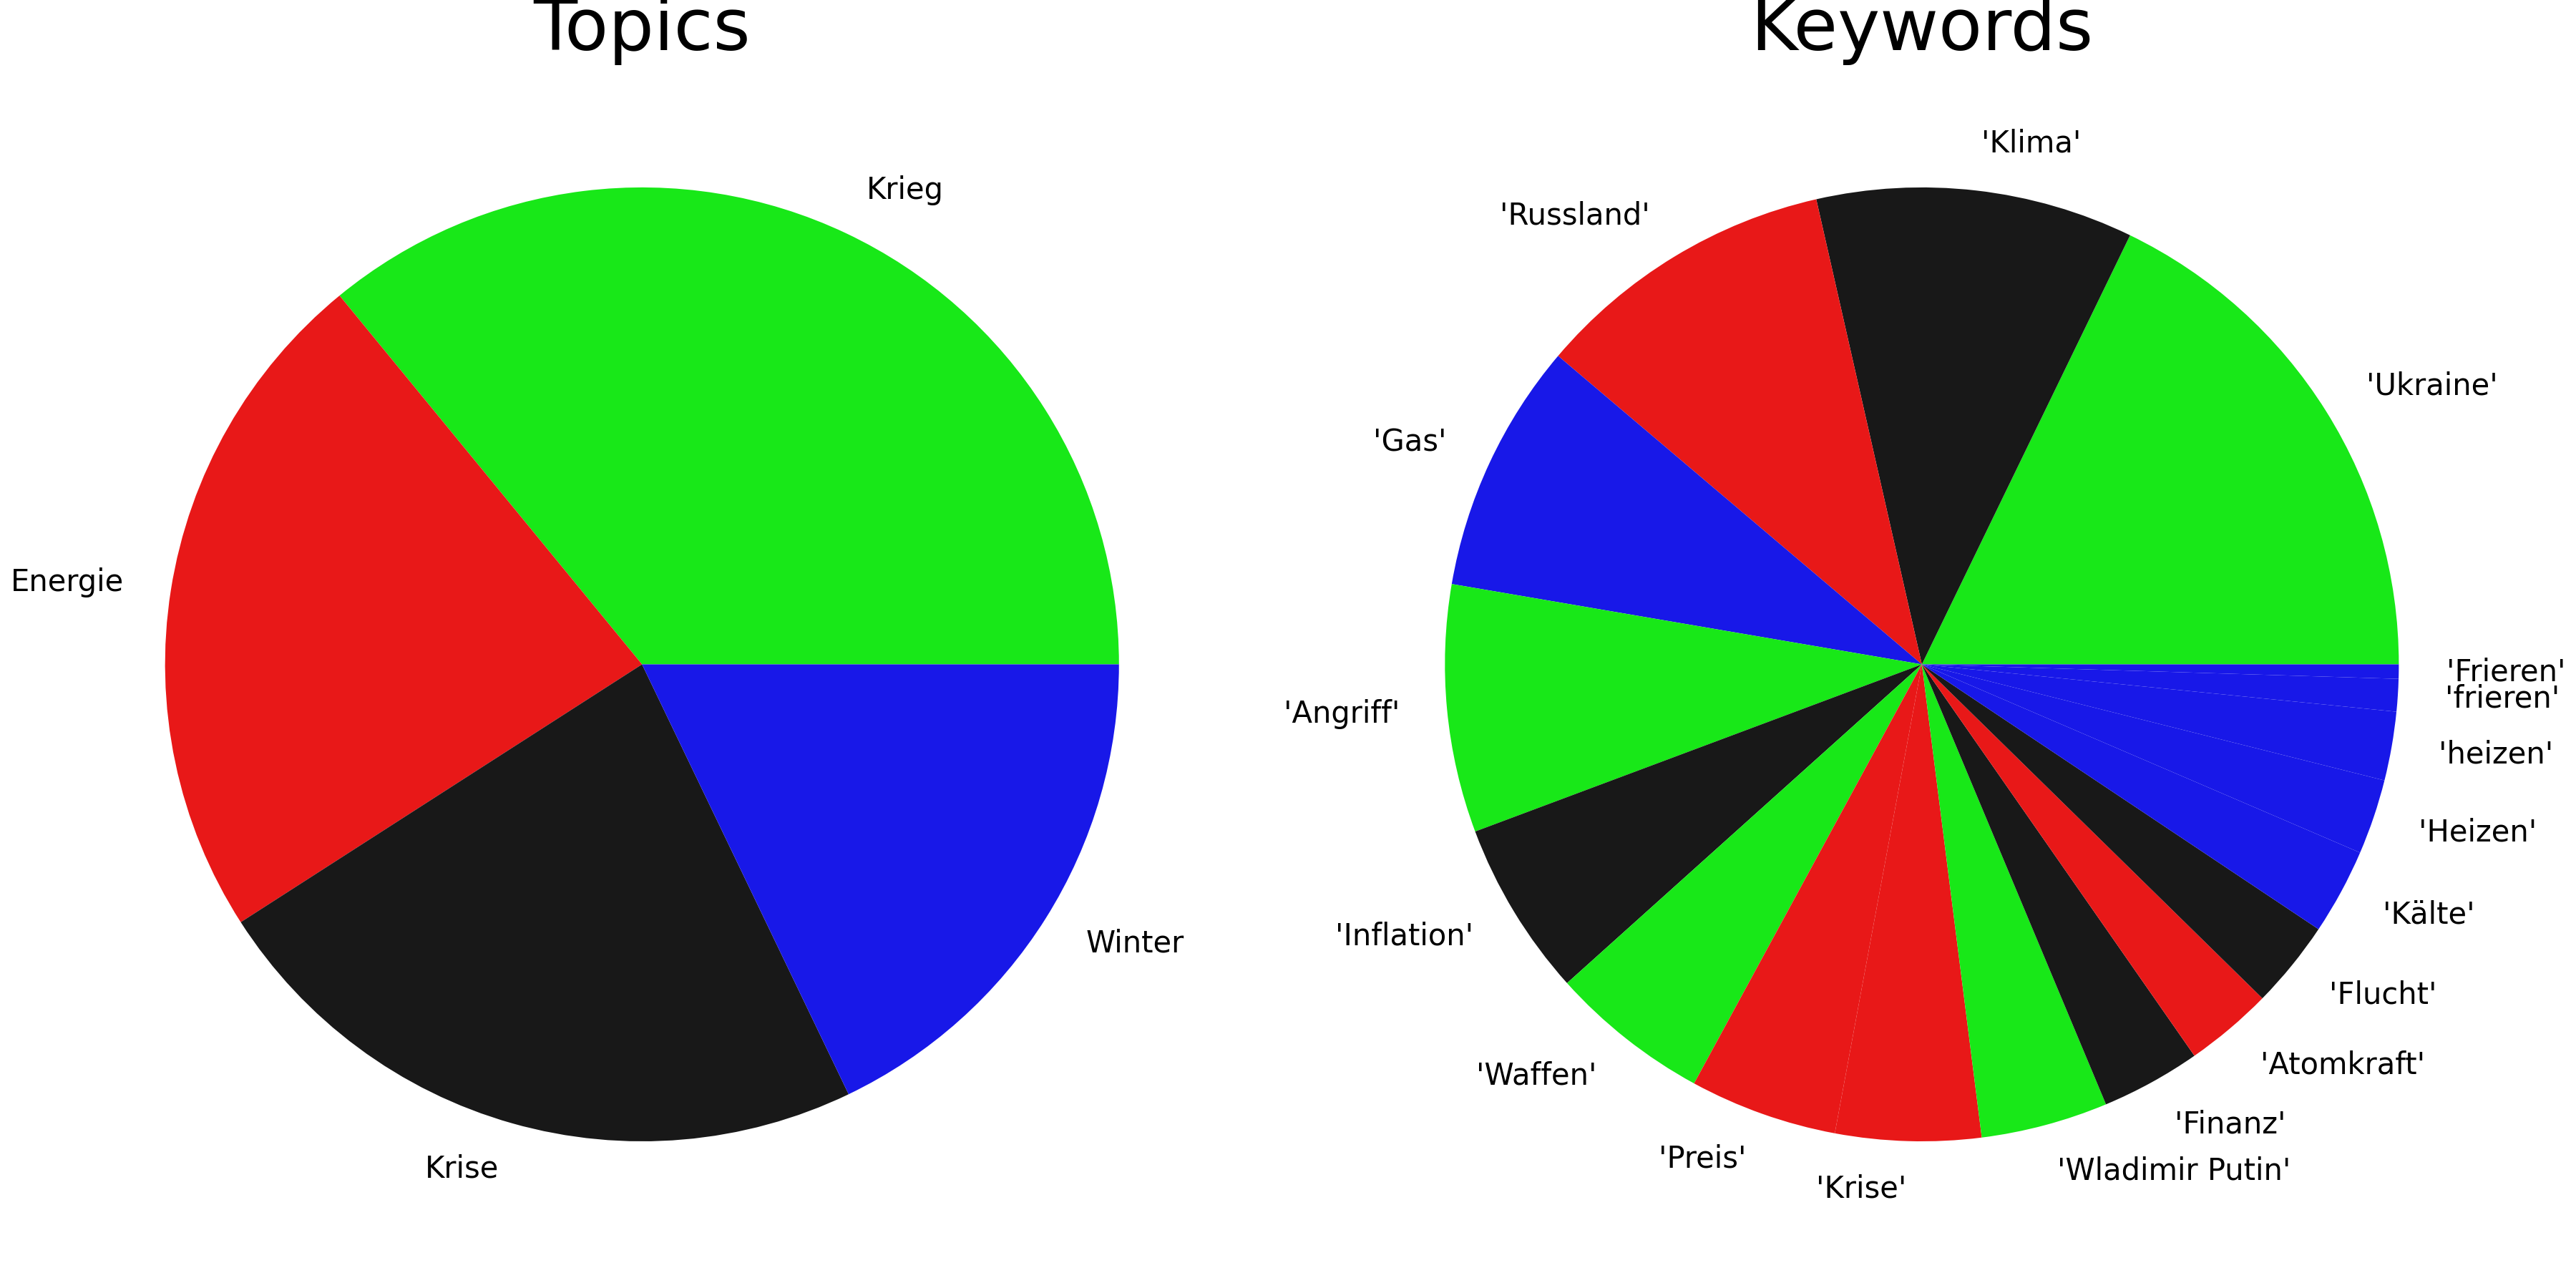 Topics
Krieg
Energie
Krise
Winter
Keywords
'Klima'
'Russland'
'Ukraine'
'Gas'
'Angriff'
'Inflation'
'Waffen'
'Preis'
'Krise'
'Wladimir Putin'
'Finanz'
'Atomkraft'
'Flucht'
'Kälte'
'Heizen'
'heizen'
'frieren'
'Frieren'